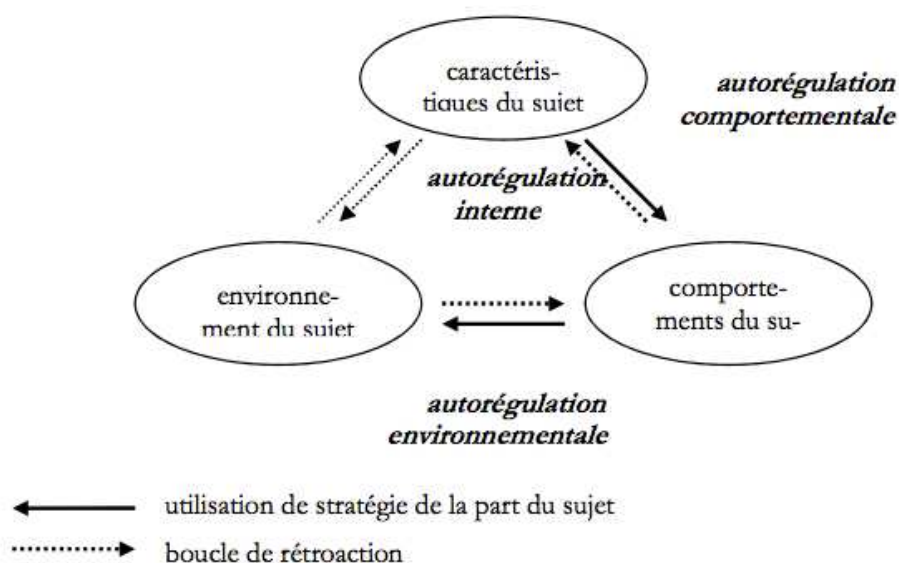 caractéris-
tiques du sujet
autorégulation
comportementale
autorégulation
interne
environne-
ment du sujet
comporte-
ments du su-
autorégulation
environnementale
utilisation de stratégie de la part du sujet
boucle de rétroaction